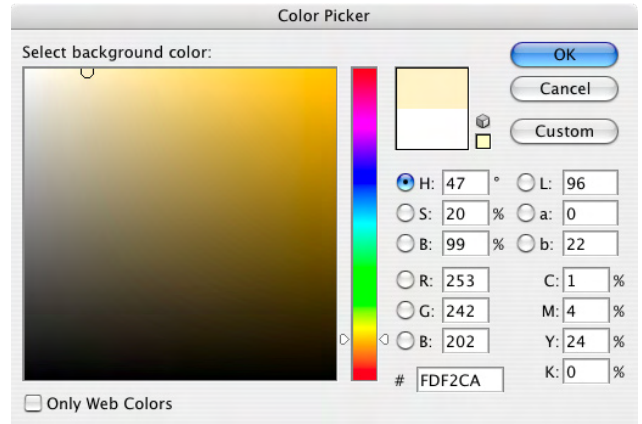 Color Picker
Select background color:
OK
Cancel
Custom
H: 47 °
S: 20 %
B: 99 %
R: 253
G: 242
B: 202
# FDF2CA
L: 96
a: 0
b: 22
C: 1 %
M: 4 %
Y: 24 %
K: 0 %
Only Web Colors